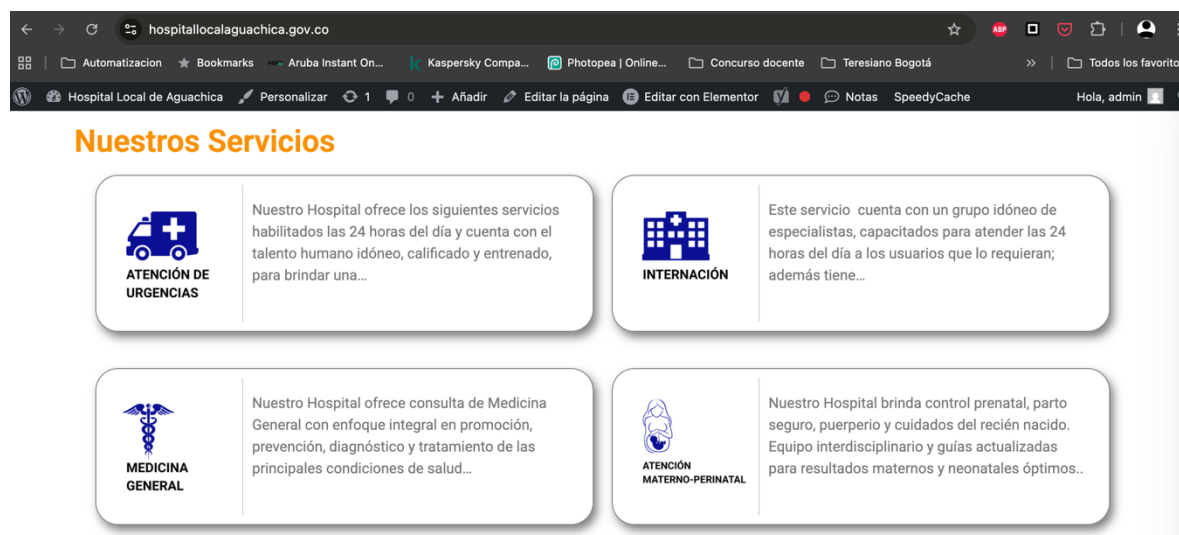 hospitallocalaguachica.gov.co
ABP
Automatizacion
Bookmarks
Aruba Instant On...
Kaspersky Compa...
Photopea | Online...
Concurso docente
Teresiano Bogotá
»
Todos los favorito
Hospital Local de Aguachica
Personalizar
1
0
+ Añadir
Editar la página
Editar con Elementor
Notas
SpeedyCache
Hola, admin
Nuestros Servicios
ATENCIÓN DE
URGENCIAS
Nuestro Hospital ofrece los siguientes servicios
habilitados las 24 horas del día y cuenta con el
talento humano idóneo, calificado y entrenado,
para brindar una...
INTERNACIÓN
Este servicio cuenta con un grupo idóneo de
especialistas, capacitados para atender las 24
horas del día a los usuarios que lo requieran;
además tiene...
MEDICINA
GENERAL
Nuestro Hospital ofrece consulta de Medicina
General con enfoque integral en promoción,
prevención, diagnóstico y tratamiento de las
principales condiciones de salud...
ATENCIÓN
MATERNO-PERINATAL
Nuestro Hospital brinda control prenatal, parto
seguro, puerperio y cuidados del recién nacido.
Equipo interdisciplinario y guías actualizadas
para resultados maternos y neonatales óptimos..